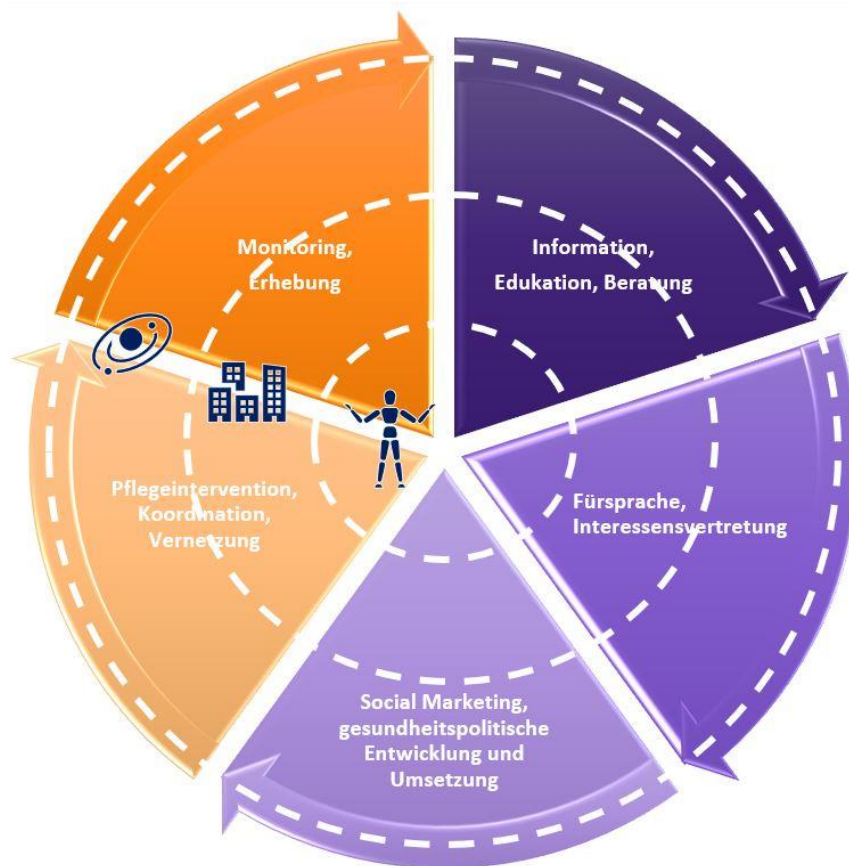 Monitoring,
Erhebung
Information,
Edukation, Beratung
Fürsprache,
Interessensvertretung
Social Marketing,
gesundheitspolitische
Entwicklung und
Umsetzung
Pflegeintervention,
Koordination,
Vernetzung